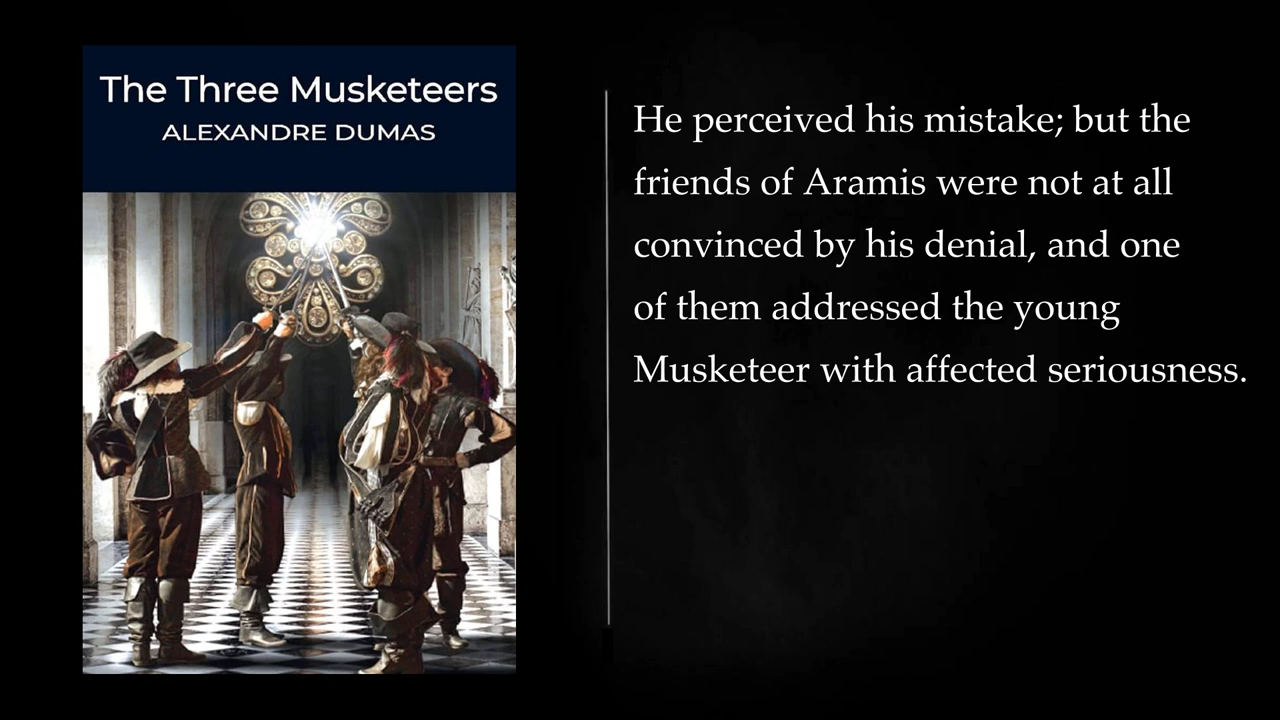 The Three Musketeers
ALEXANDRE DUMAS
He perceived his mistake; but the
friends of Aramis were not at all
convinced by his denial, and one
of them addressed the young
Musketeer with affected seriousness.